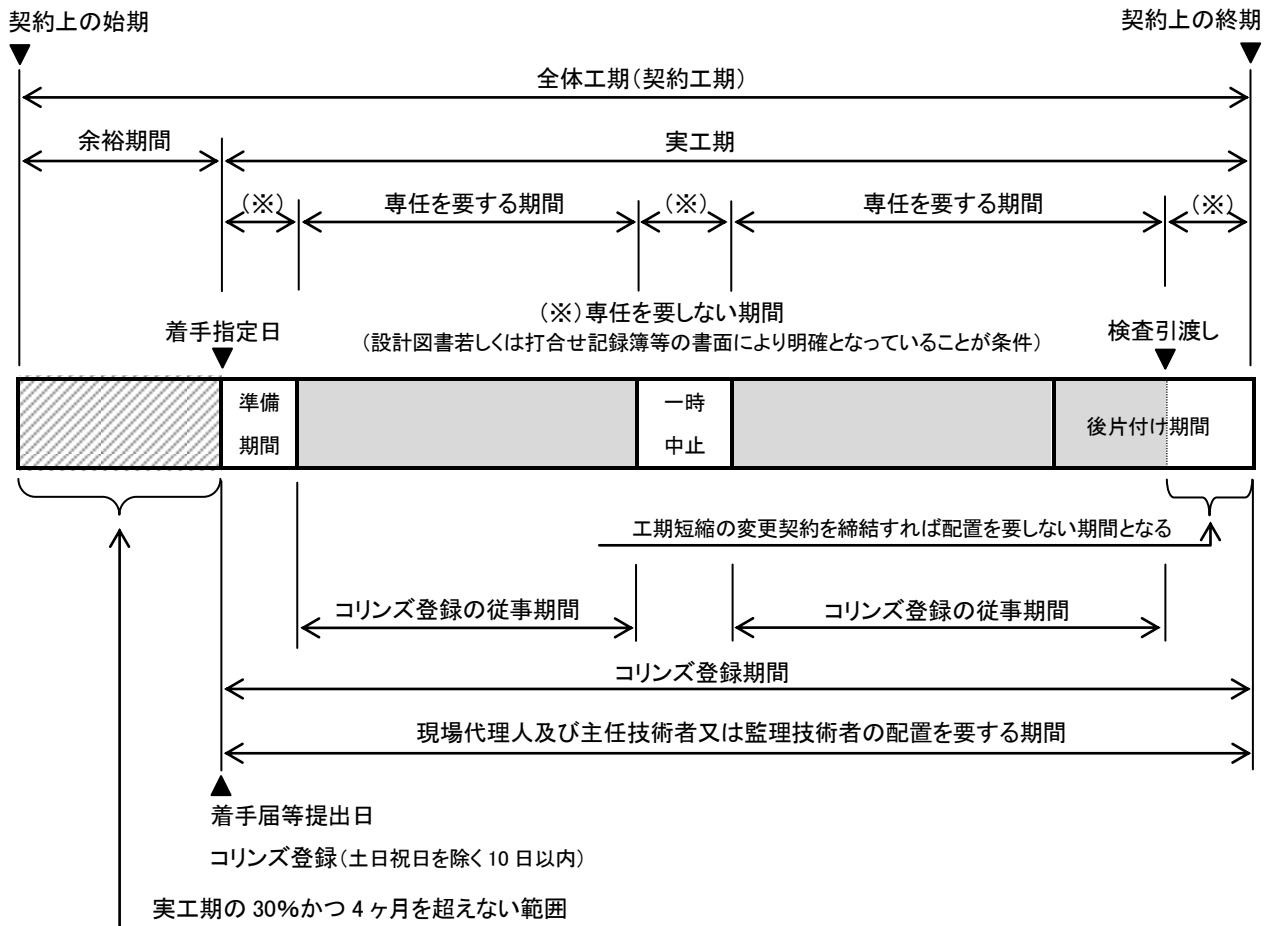 契約上の始期
契約上の終期
全体工期(契約工期)
余裕期間
実工期
(※)
専任を要する期間
(※)
専任を要する期間
(※)
(※)専任を要しない期間
着手指定日
(設計図書若しくは打合せ記録簿等の書面により明確となっていることが条件)
検査引渡し
準備
期間
一時
中止
後片付け期間
工期短縮の変更契約を締結すれば配置を要しない期間となる
コリンズ登録の従事期間
コリンズ登録の従事期間
コリンズ登録期間
現場代理人及び主任技術者又は監理技術者の配置を要する期間
着手届等提出日
コリンズ登録(土日祝日を除く 10 日以内)
実工期の 30%かつ 4 ヶ月を超えない範囲